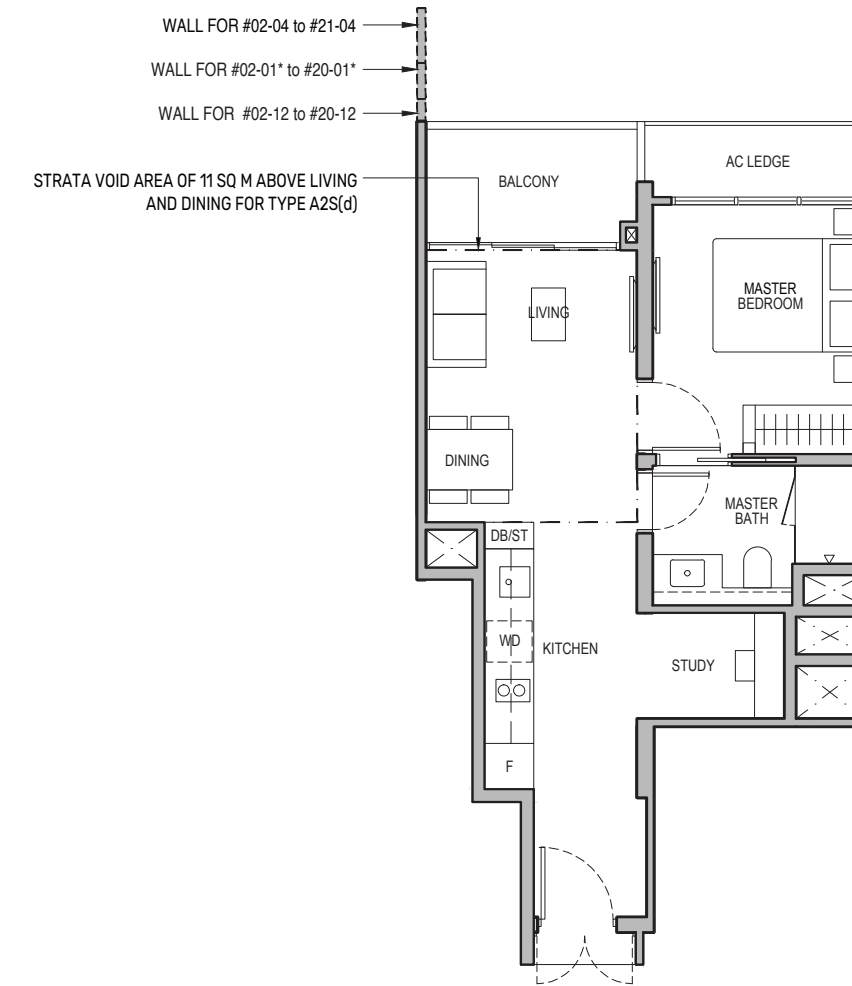 WALL FOR #02-04 to #21-04
WALL FOR #02-01* to #20-01*
WALL FOR #02-12 to #20-12
STRATA VOID AREA OF 11 SQ M ABOVE LIVING
AND DINING FOR TYPE A2S(d)
BALCONY
AC LEDGE
MASTER
BEDROOM
LIVING
DINING
MASTER
BATH
DB/ST
WD
KITCHEN
STUDY
F